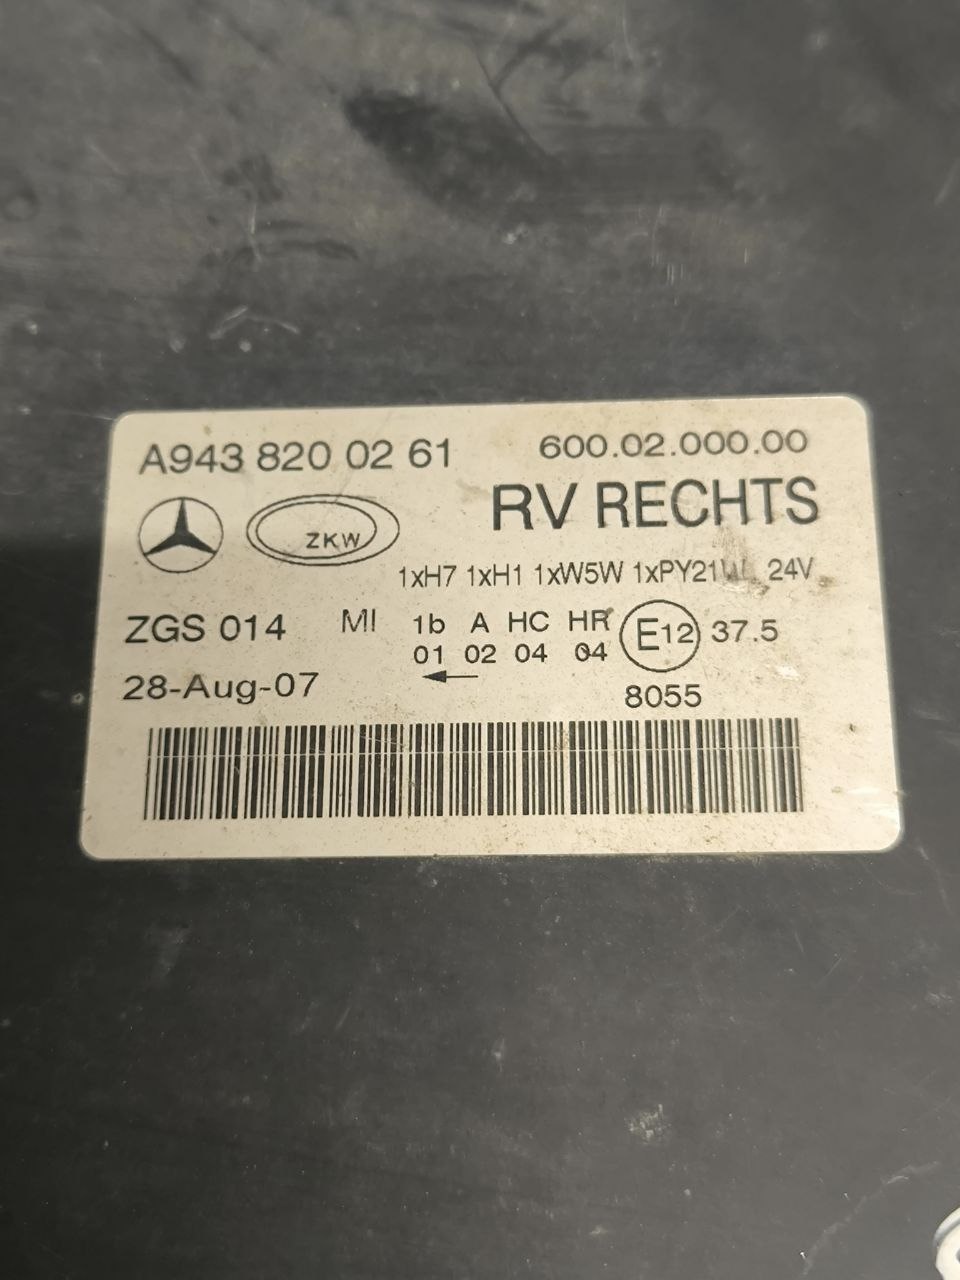 A943 820 02 61 600.02.000.00
RV RECHTS
ZKW
1xH7 1xH1 1xW5W 1xPY21W 24V
ZGS 014 MI 1b A HC HR E12 37.5
01 02 04 04
28-Aug-07 8055